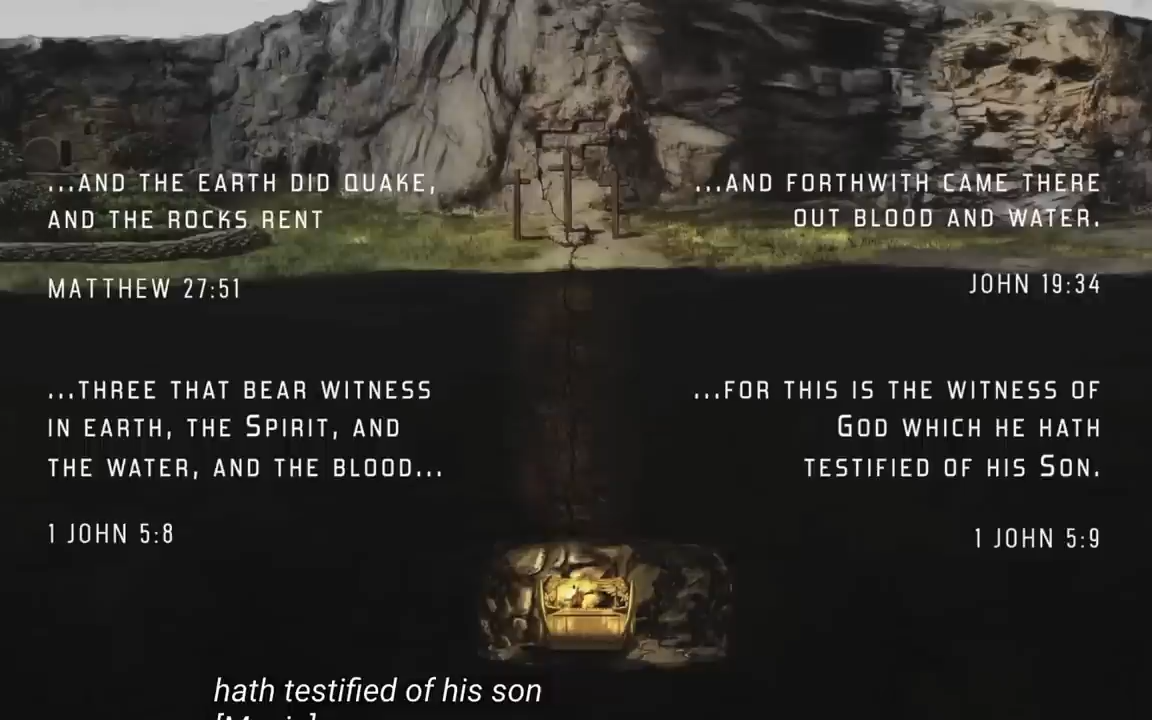 ...AND THE EARTH DID QUAKE,
AND THE ROCKS RENT
MATTHEW 27:51
...AND FORTHWITH CAME THERE
OUT BLOOD AND WATER.
JOHN 19:34
...THREE THAT BEAR WITNESS
IN EARTH, THE SPIRIT, AND
THE WATER, AND THE BLOOD...
1 JOHN 5:8
...FOR THIS IS THE WITNESS OF
GOD WHICH HE HATH
TESTIFIED OF HIS SON.
1 JOHN 5:9
hath testified of his son